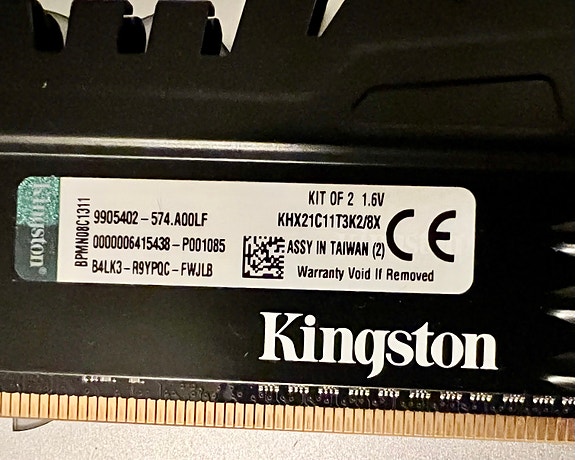 Kingston
BPMN08C1311
9905402-574.A00LF
0000006415438-P001085
B4LK3-R9YPQC-FWJLB
KIT OF 2 1.6V
KHX21C11T3K2/8X
ASSY IN TAIWAN (2)
Warranty Void If Removed
CE
Kingston